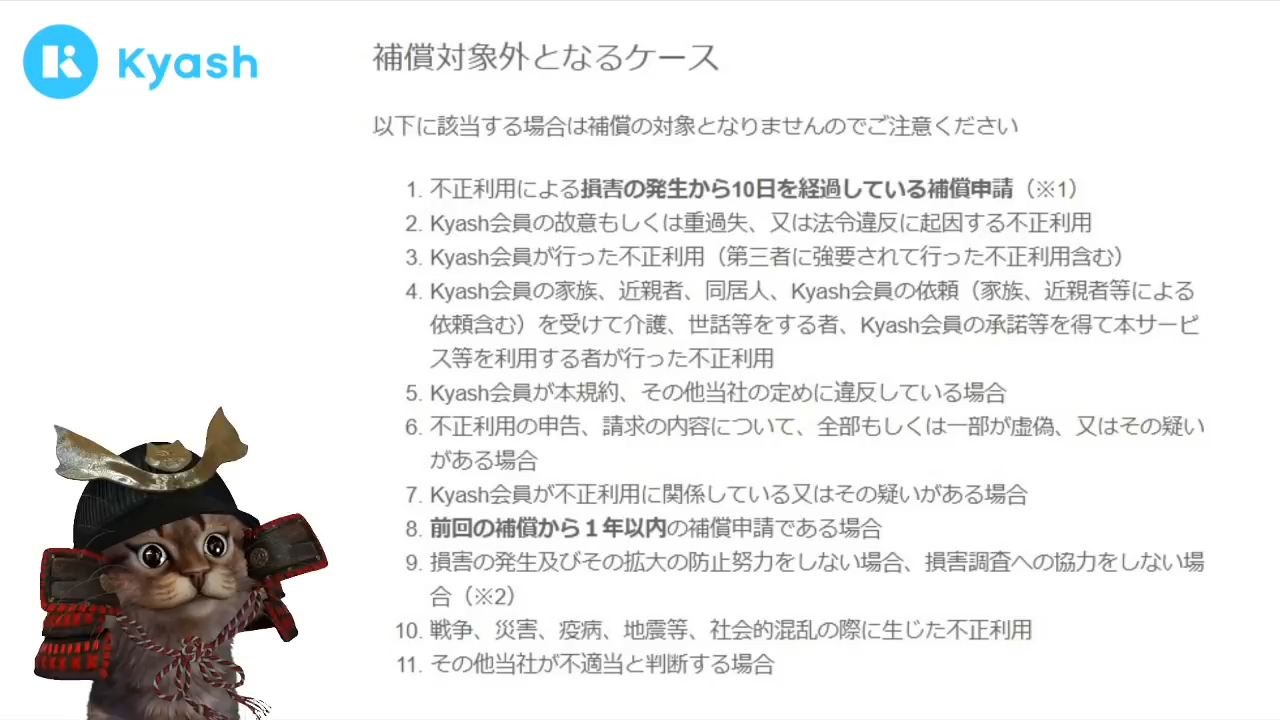 Kyash
補償対象外となるケース
以下に該当する場合は補償の対象となりませんのでご注意ください
1. 不正利用による損害の発生から10日を経過している補償申請（※1）
2. Kyash会員の故意もしくは重過失、又は法令違反に起因する不正利用
3. Kyash会員が行った不正利用（第三者に強要されて行った不正利用含む）
4. Kyash会員の家族、近親者、同居人、Kyash会員の依頼（家族、近親者等による
依頼含む）を受けて介護、世話等をする者、Kyash会員の承諾等を得て本サービ
ス等を利用する者が行った不正利用
5. Kyash会員が本規約、その他当社の定めに違反している場合
6. 不正利用の申告、請求の内容について、全部もしくは一部が虚偽、又はその疑い
がある場合
7. Kyash会員が不正利用に関係している又はその疑いがある場合
8. 前回の補償から１年以内の補償申請である場合
9. 損害の発生及びその拡大の防止努力をしない場合、損害調査への協力をしない場
合（※2）
10. 戦争、災害、疫病、地震等、社会的混乱の際に生じた不正利用
11. その他当社が不適当と判断する場合